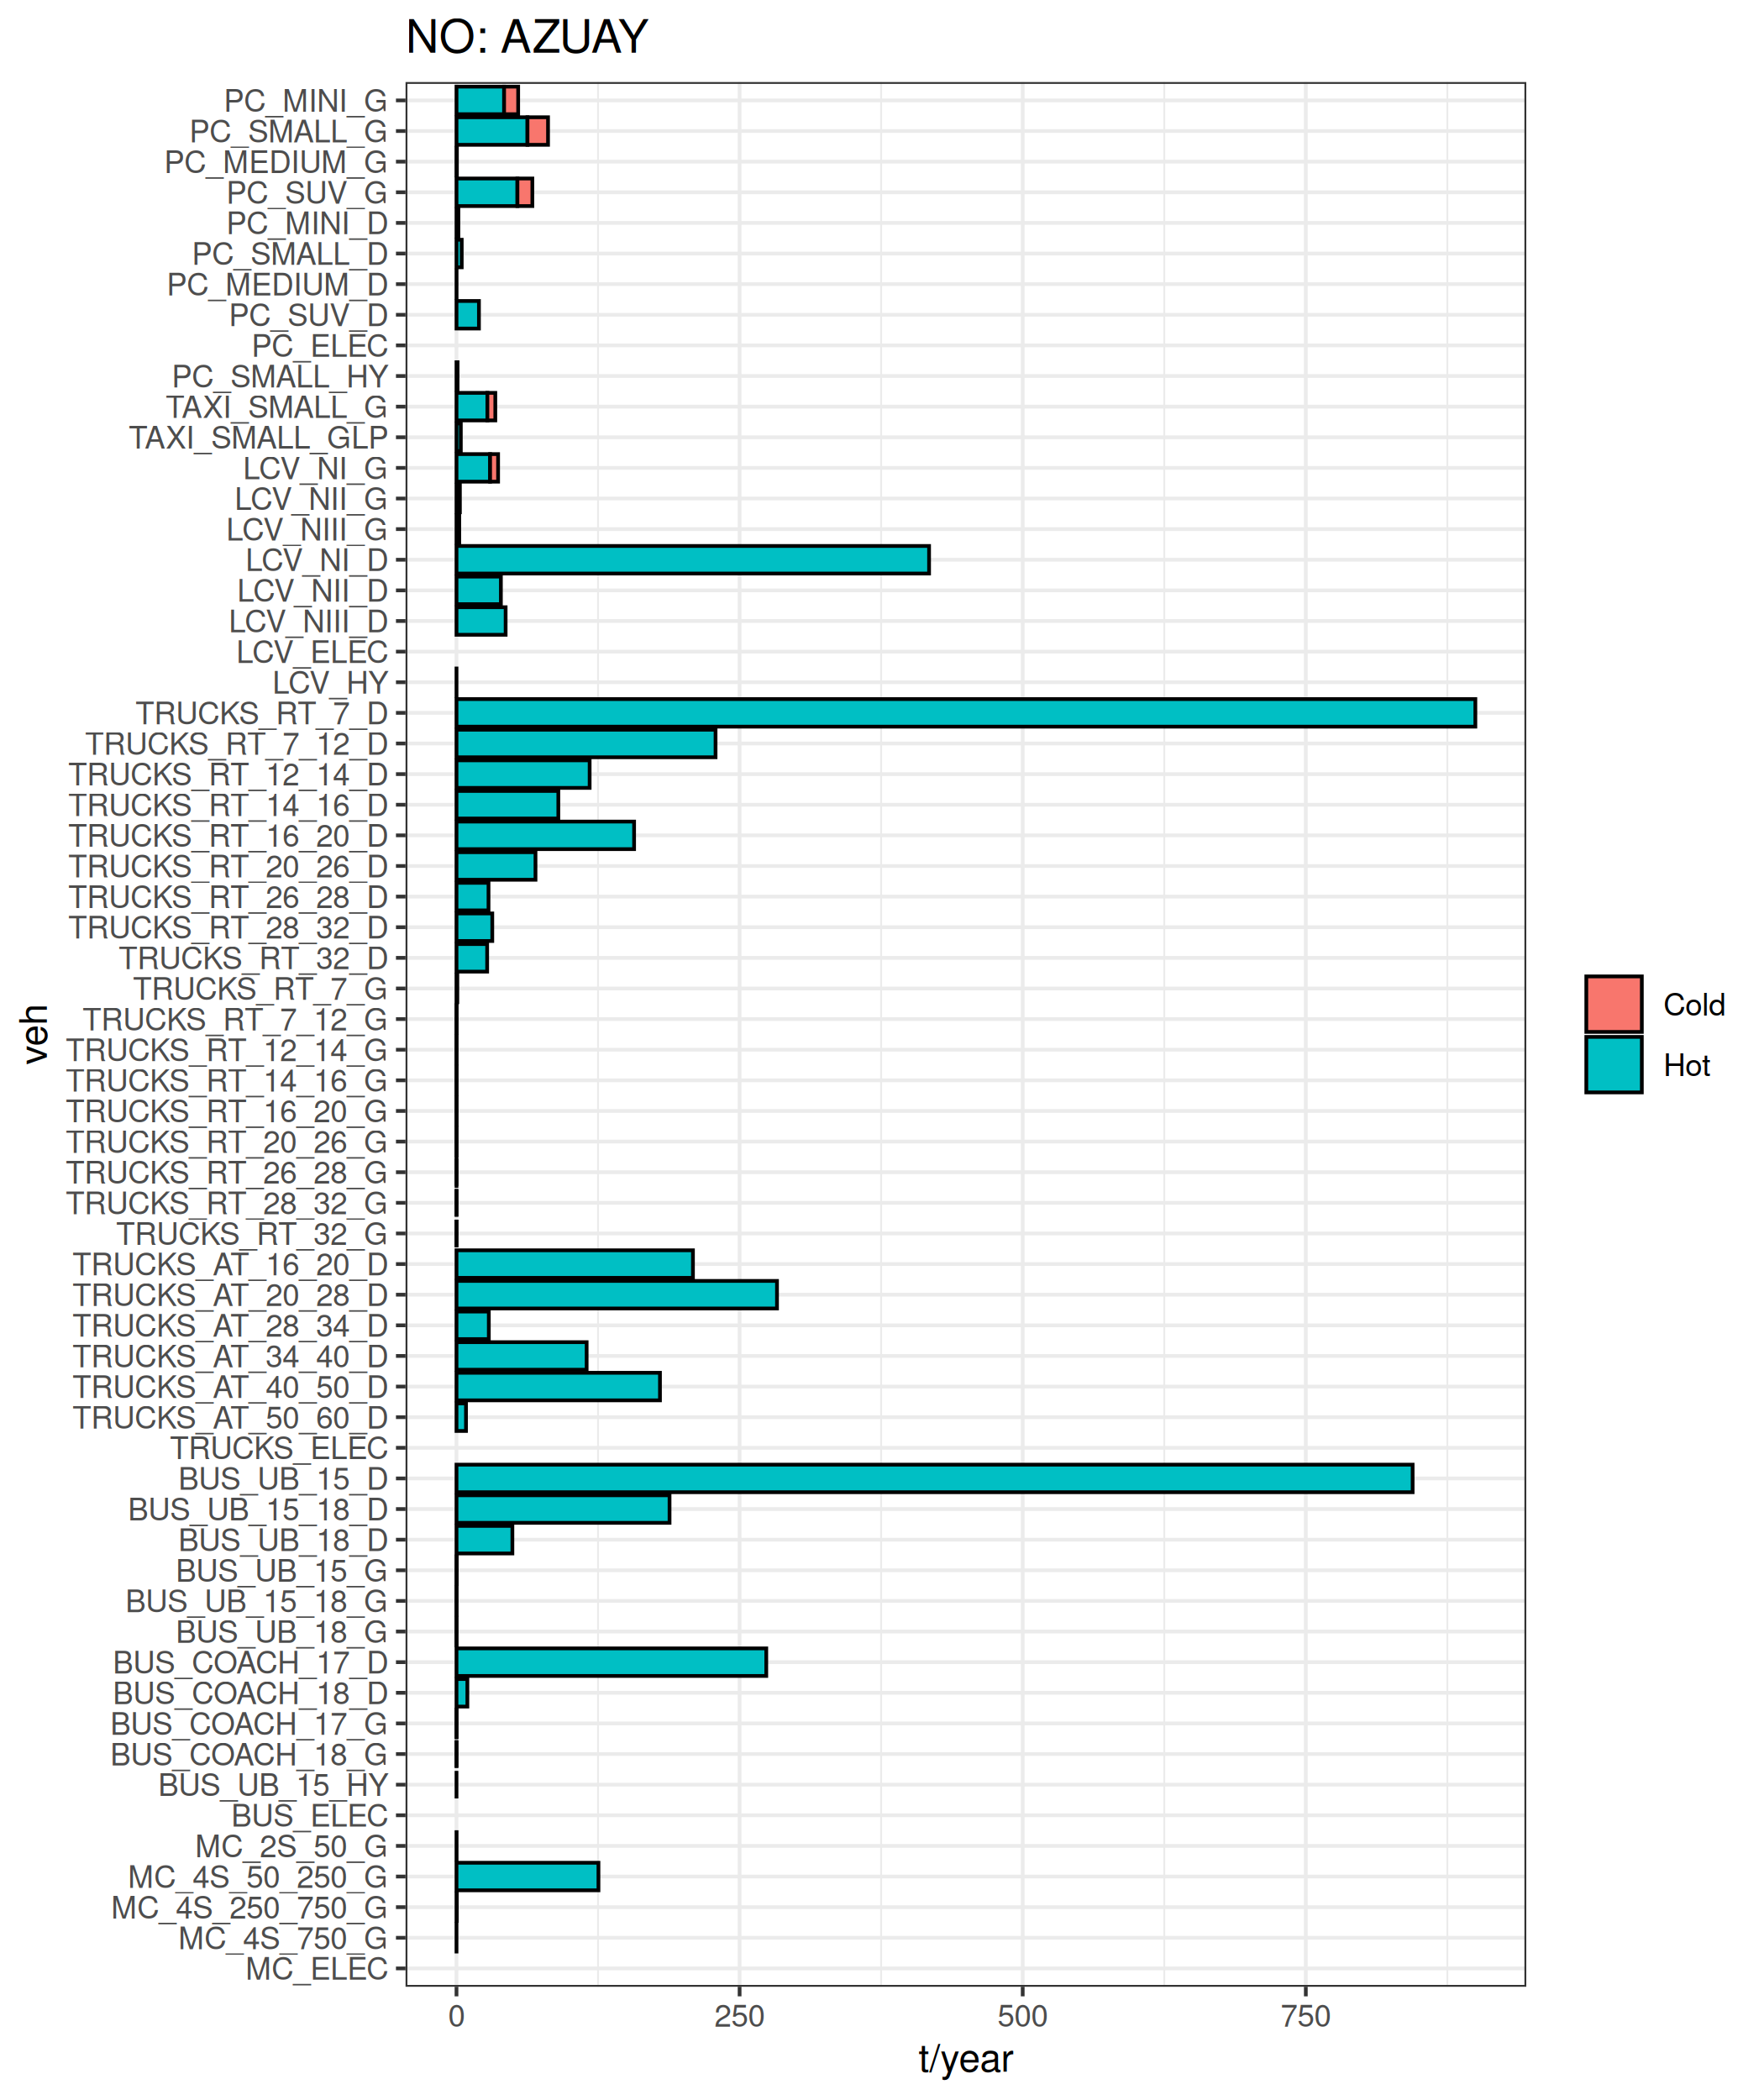 NO: AZUAY
PC_MINI_G
PC_SMALL_G
PC_MEDIUM_G
PC_SUV_G
PC_MINI_D
PC_SMALL_D
PC_MEDIUM_D
PC_SUV_D
PC_ELEC
PC_SMALL_HY
TAXI_SMALL_G
TAXI_SMALL_GLP
LCV_NI_G
LCV_NII_G
LCV_NIII_G
LCV_NI_D
LCV_NII_D
LCV_NIII_D
LCV_ELEC
LCV_HY
TRUCKS_RT_7_D
TRUCKS_RT_7_12_D
TRUCKS_RT_12_14_D
TRUCKS_RT_14_16_D
TRUCKS_RT_16_20_D
TRUCKS_RT_20_26_D
TRUCKS_RT_26_28_D
TRUCKS_RT_28_32_D
TRUCKS_RT_32_D
TRUCKS_RT_7_G
TRUCKS_RT_7_12_G
TRUCKS_RT_12_14_G
TRUCKS_RT_14_16_G
TRUCKS_RT_16_20_G
TRUCKS_RT_20_26_G
TRUCKS_RT_26_28_G
TRUCKS_RT_28_32_G
TRUCKS_RT_32_G
TRUCKS_AT_16_20_D
TRUCKS_AT_20_28_D
TRUCKS_AT_28_34_D
TRUCKS_AT_34_40_D
TRUCKS_AT_40_50_D
TRUCKS_AT_50_60_D
TRUCKS_ELEC
BUS_UB_15_D
BUS_UB_15_18_D
BUS_UB_18_D
BUS_UB_15_G
BUS_UB_15_18_G
BUS_UB_18_G
BUS_COACH_17_D
BUS_COACH_18_D
BUS_COACH_17_G
BUS_COACH_18_G
BUS_UB_15_HY
BUS_ELEC
MC_2S_50_G
MC_4S_50_250_G
MC_4S_250_750_G
MC_4S_750_G
MC_ELEC
veh
0 250 500 750
t/year
Cold
Hot